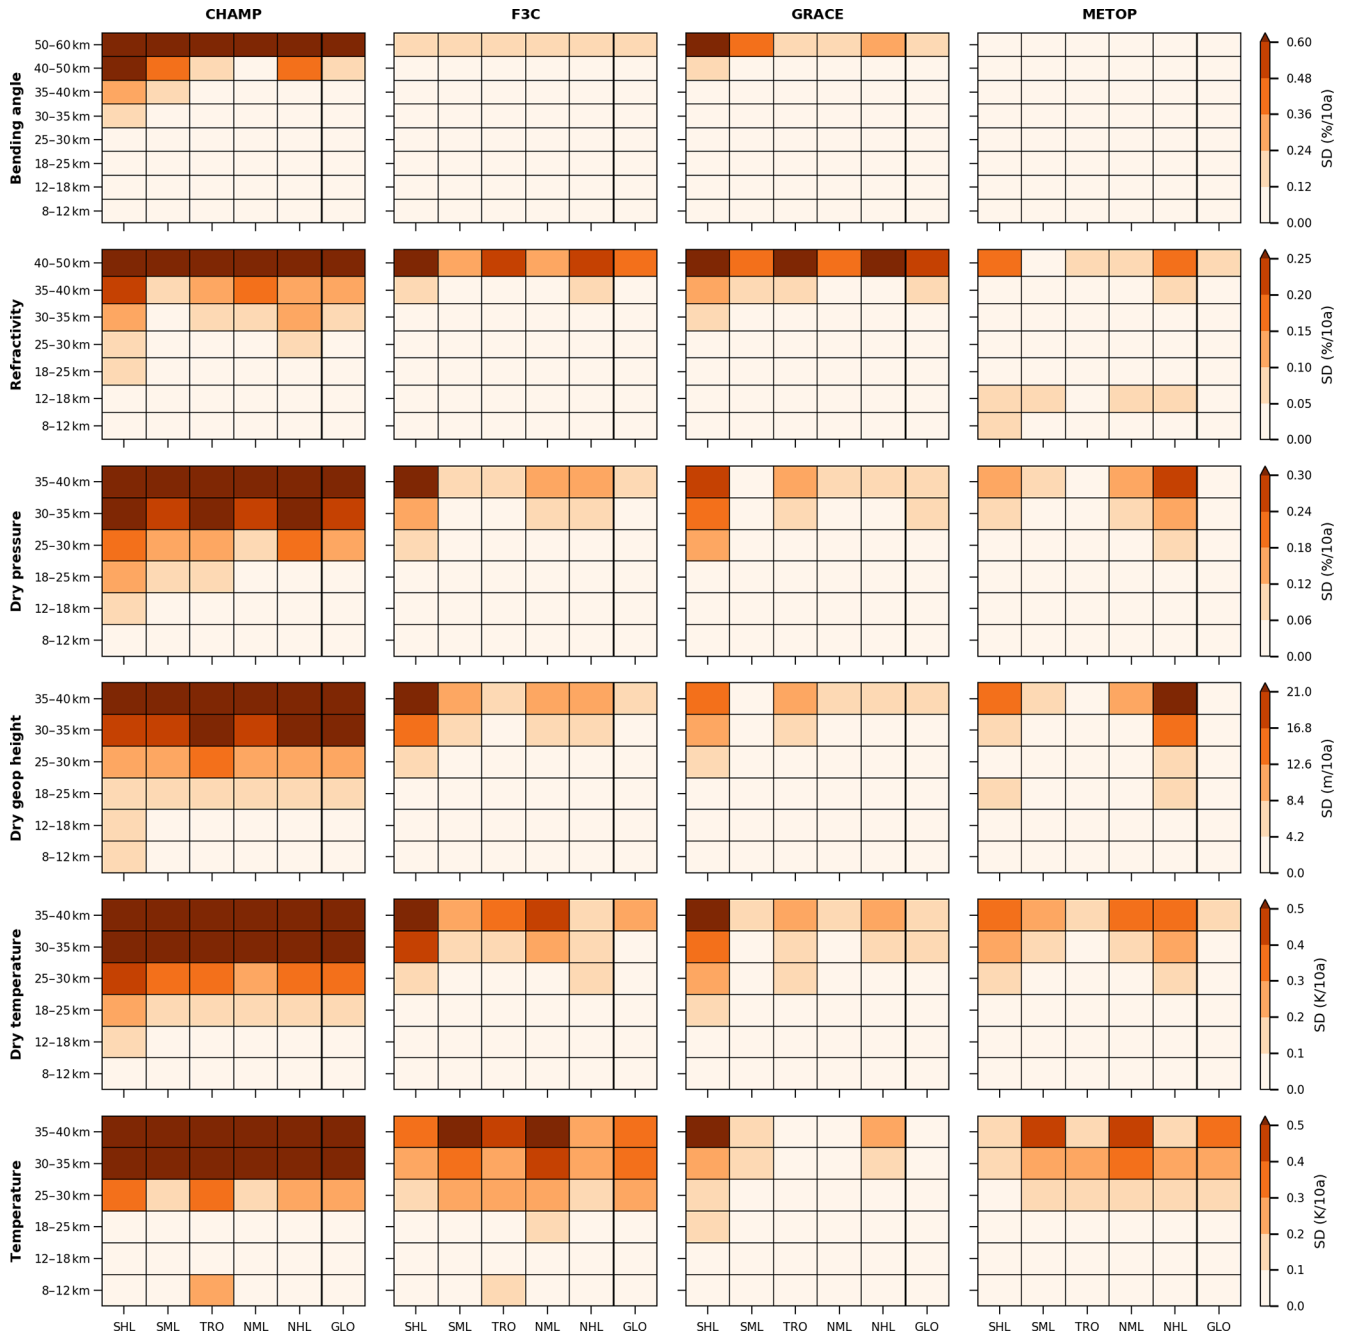 CHAMP F3C GRACE METOP
Bending angle
50–60 km
40–50 km
35–40 km
30–35 km
25–30 km
18–25 km
12–18 km
8–12 km
0.60
0.48
0.36
0.24
0.12
0.00
SD (%/10a)
Refractivity
40–50 km
35–40 km
30–35 km
25–30 km
18–25 km
12–18 km
8–12 km
0.25
0.20
0.15
0.10
0.05
0.00
SD (%/10a)
Dry pressure
35–40 km
30–35 km
25–30 km
18–25 km
12–18 km
8–12 km
0.30
0.24
0.18
0.12
0.06
0.00
SD (%/10a)
Dry geop height
35–40 km
30–35 km
25–30 km
18–25 km
12–18 km
8–12 km
21.0
16.8
12.6
8.4
4.2
0.0
SD (m/10a)
Dry temperature
35–40 km
30–35 km
25–30 km
18–25 km
12–18 km
8–12 km
0.5
0.4
0.3
0.2
0.1
0.0
SD (K/10a)
Temperature
35–40 km
30–35 km
25–30 km
18–25 km
12–18 km
8–12 km
0.5
0.4
0.3
0.2
0.1
0.0
SD (K/10a)
SHL SML TRO NML NHL GLO SHL SML TRO NML NHL GLO SHL SML TRO NML NHL GLO SHL SML TRO NML NHL GLO